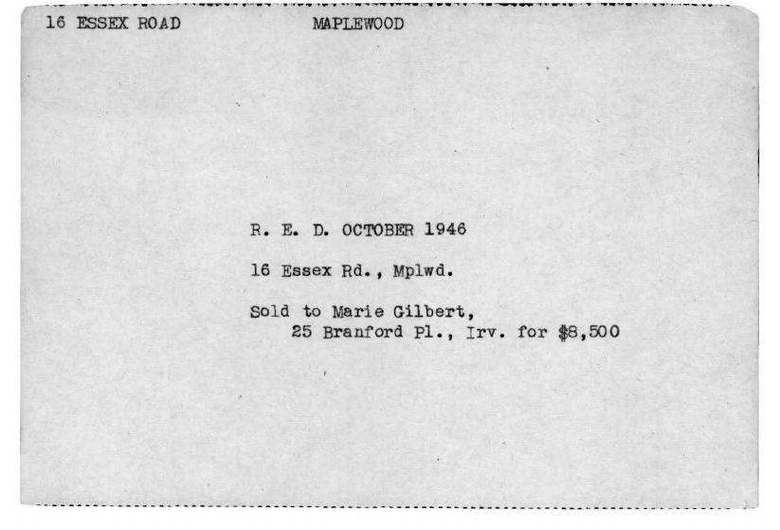 16 ESSEX ROAD MAPLEWOOD
R. E. D. OCTOBER 1946
16 Essex Rd., Mplwd.
Sold to Marie Gilbert,
25 Branford Pl., Irv. for $8,500